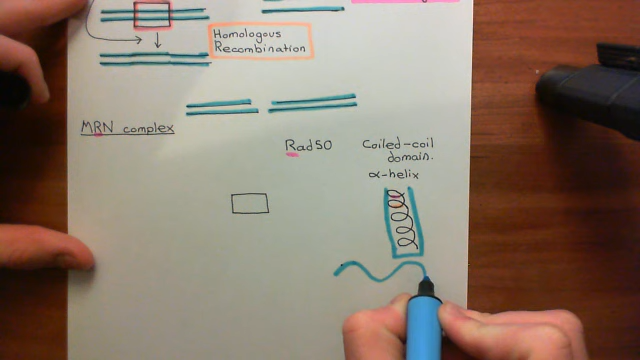 Homologous
Recombination
MRN complex
Rad50
Coiled-coil
domain.
α-helix